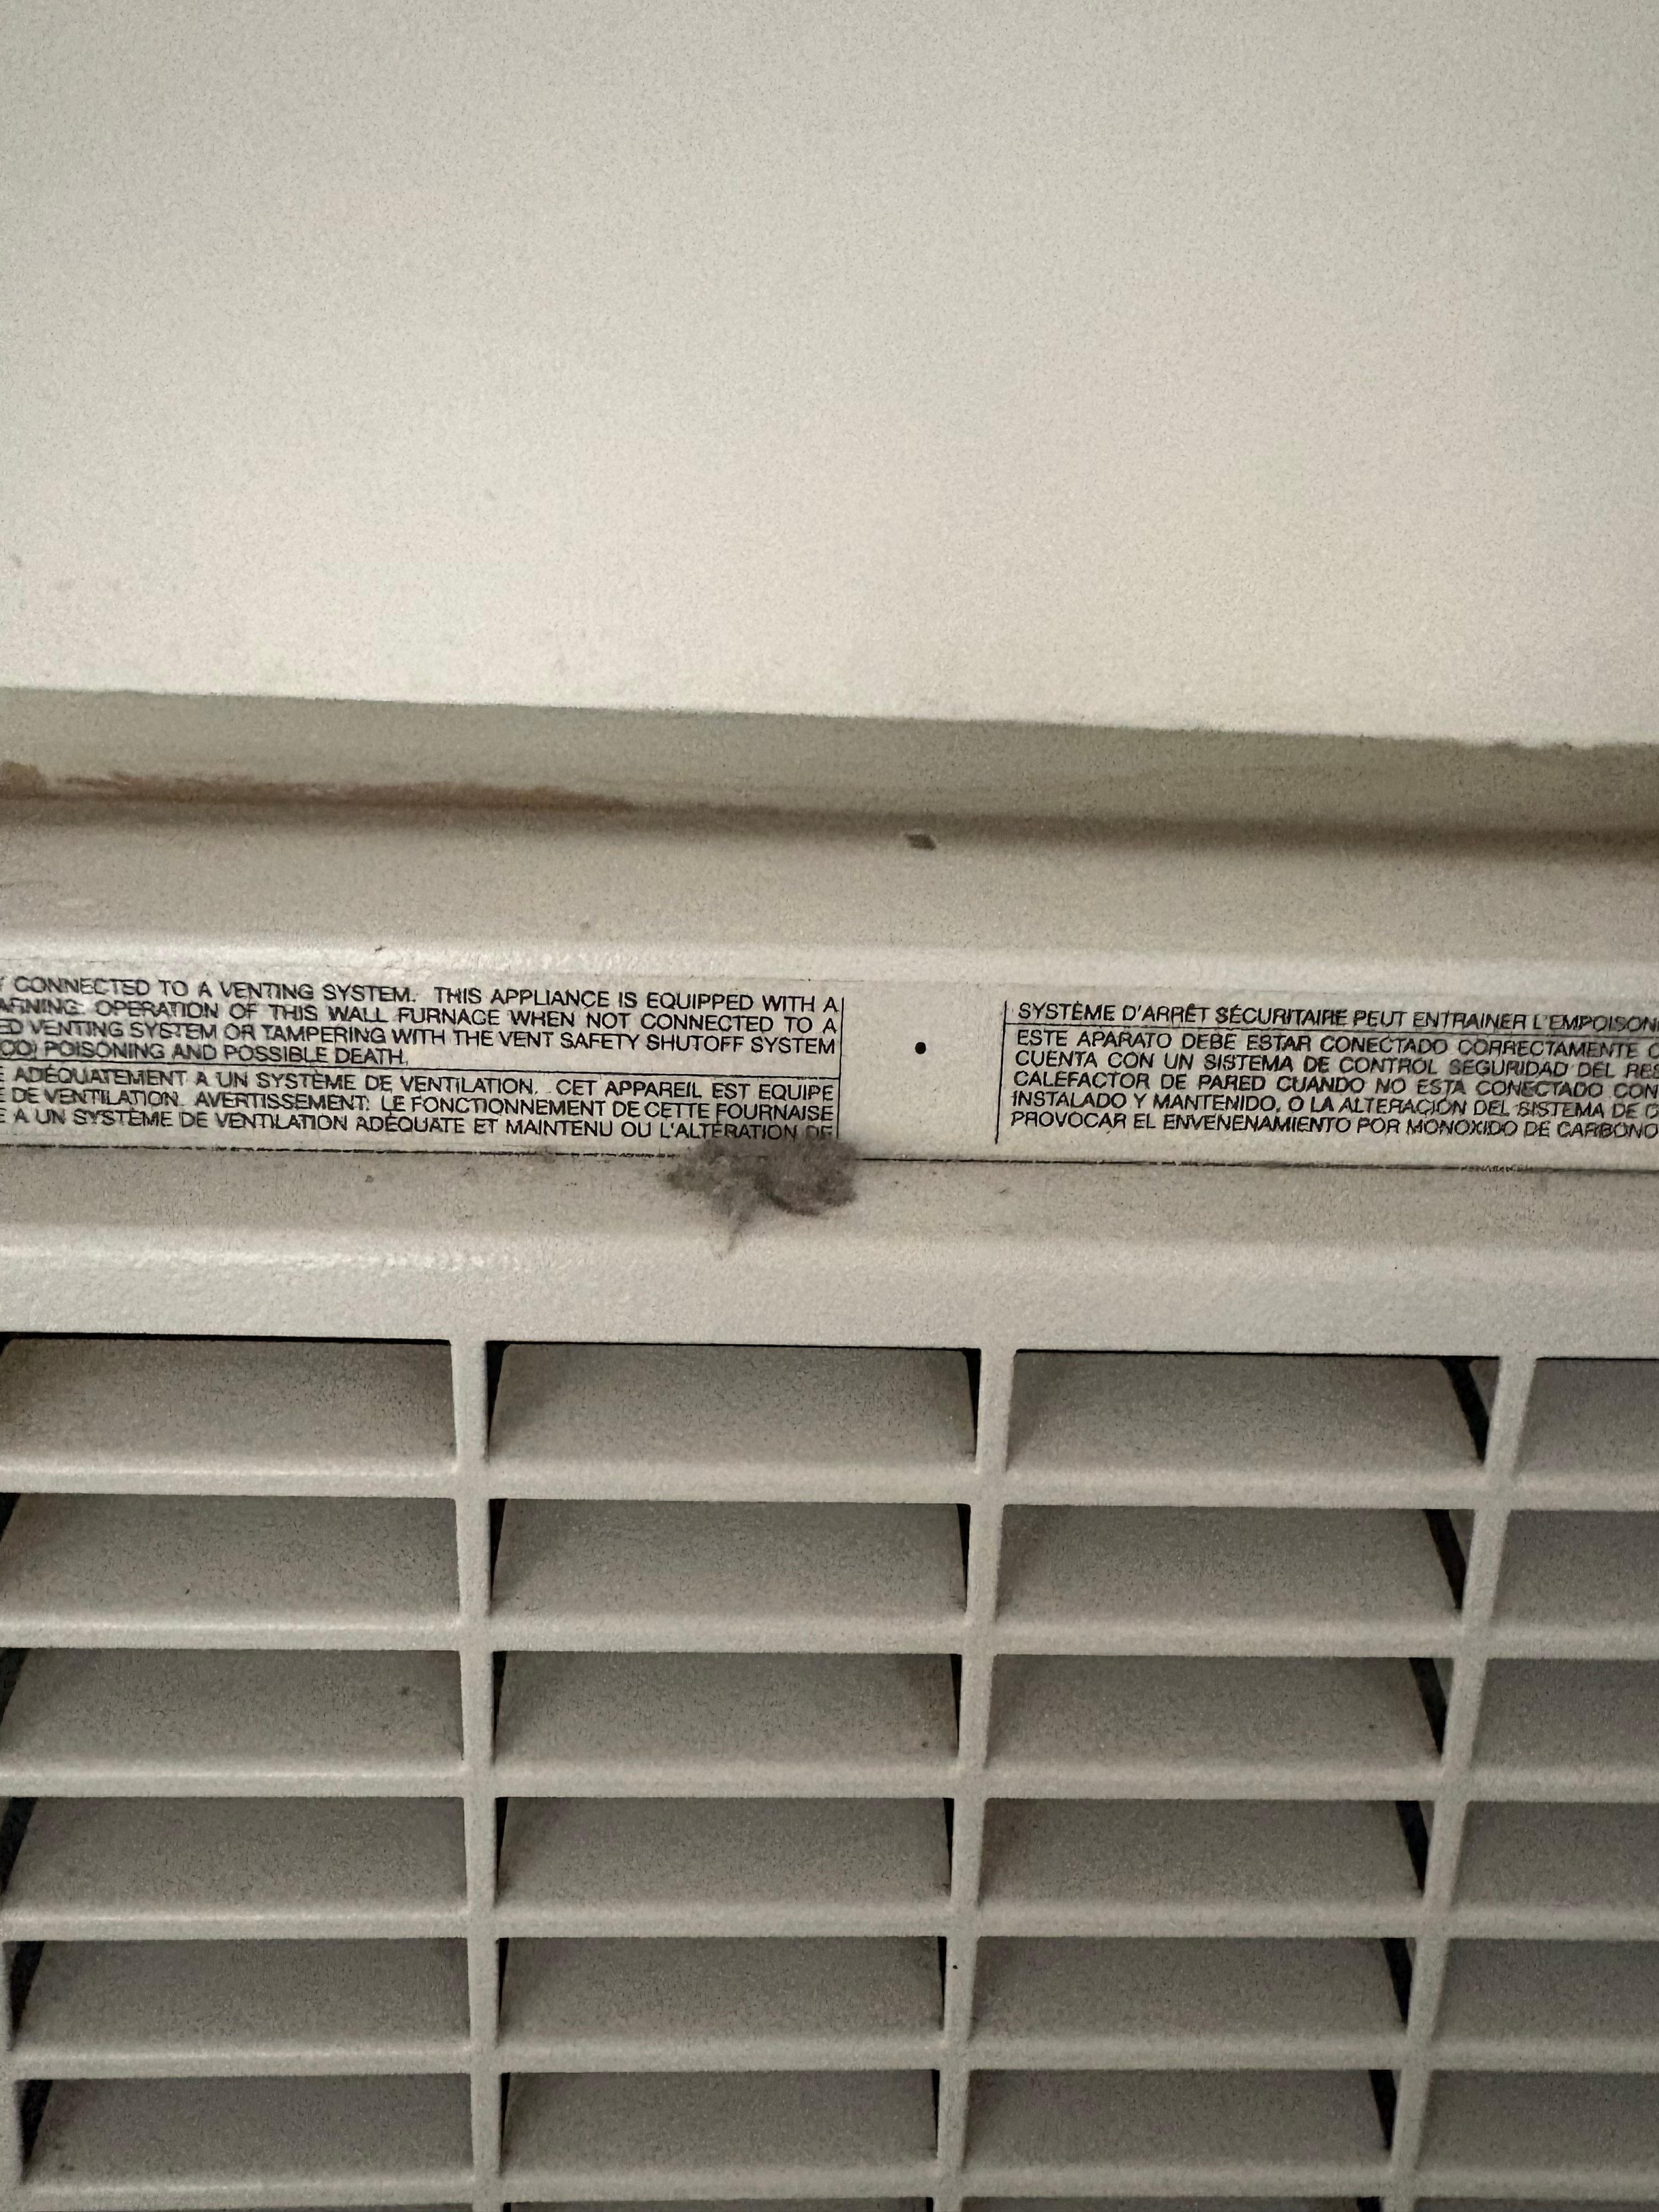 CONNECTED TO A VENTING SYSTEM. THIS APPLIANCE IS EQUIPPED WITH A
OPERATION OF THIS WALL FURNACE WHEN NOT CONNECTED TO A
VENTING SYSTEM OR TAMPERING WITH THE VENT SAFETY SHUTOFF SYSTEM
POISONING AND POSSIBLE DEATH.
ADÉQUATEMENT A UN SYSTÈME DE VENTILATION. CET APPAREIL EST EQUIPE
DE VENTILATION. AVERTISSEMENT: LE FONCTIONNEMENT DE CETTE FOURNAISE
A UN SYSTÈME DE VENTILATION ADÉQUATE ET MAINTENU OU L'ALTÉRATION DE
SYSTÈME D'ARRÊT SÉCURITAIRE PEUT ENTRAINER
ESTE APARATO DEBE ESTAR CONECTADO CORRECTAMENTE
CUENTA CON UN SISTEMA DE CONTROL SEGURIDAD DEL
CALEFACTOR DE PARED CUANDO NO ESTA CONECTADO CON
INSTALADO Y MANTENIDO, O LA ALTERACIÓN DEL SISTEMA DE
PROVOCAR EL ENVENENAMIENTO POR MONOXIDO DE CARBONO